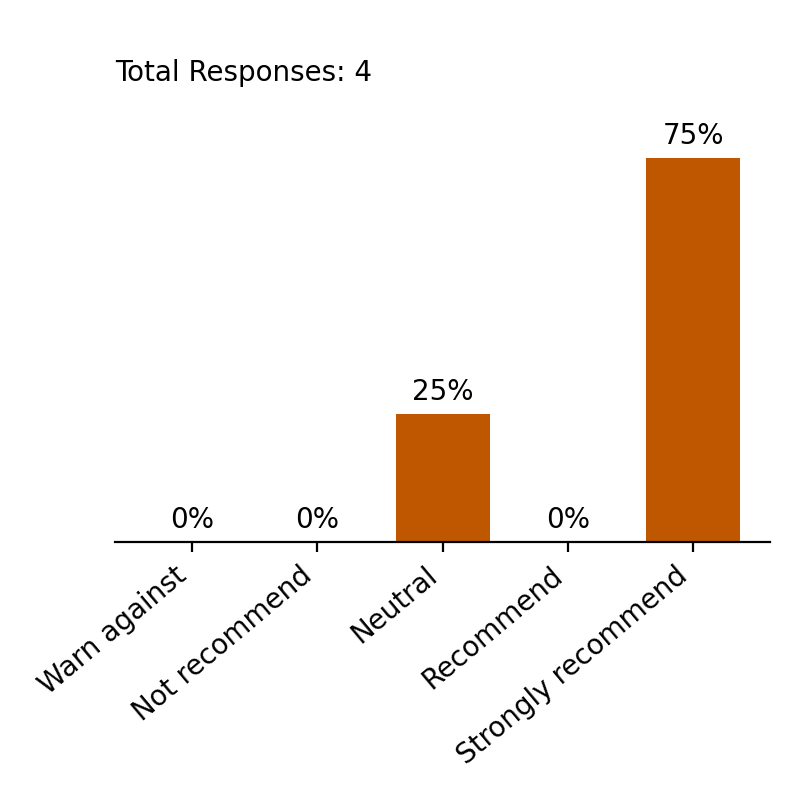 Total Responses: 4
75%
25%
0%
0%
0%
Warn against
Not recommend
Neutral
Recommend
Strongly recommend